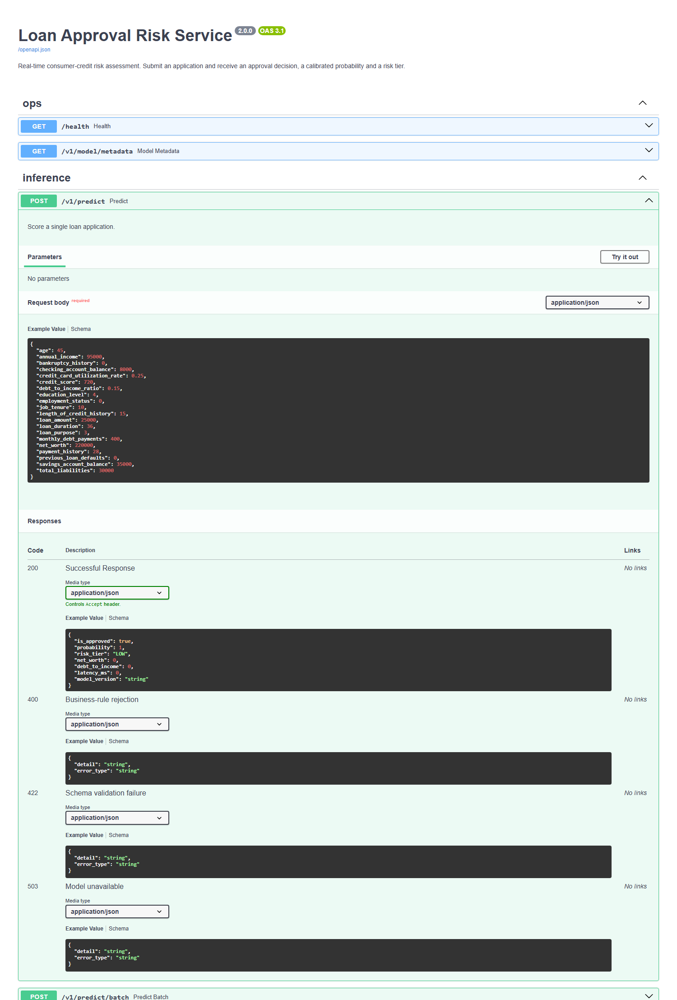 Loan Approval Risk Service 2.0.0 OAS 3.1
/openapi.json
Real-time consumer-credit risk assessment. Submit an application and receive an approval decision, a calibrated probability and a risk tier.
ops
GET /health Health
GET /v1/model/metadata Model Metadata
inference
POST /v1/predict Predict
Score a single loan application.
Parameters Try it out
No parameters
Request body required application/json
Example Value Schema
{
"age": 45,
"annual_income": 95000,
"bankruptcy_history": 0,
"checking_account_balance": 8000,
"credit_card_utilization_rate": 0.25,
"credit_score": 720,
"debt_to_income_ratio": 0.15,
"education_level": 4,
"employment_status": 0,
"job_tenure": 10,
"length_of_credit_history": 15,
"loan_amount": 25000,
"loan_duration": 36,
"loan_purpose": 3,
"monthly_debt_payments": 400,
"net_worth": 220000,
"payment_history": 28,
"previous_loan_defaults": 0,
"savings_account_balance": 35000,
"total_liabilities": 30000
}
Responses
Code Description Links
200 Successful Response No links
Media type
application/json
Controls Accept header.
Example Value Schema
{
"is_approved": true,
"probability": 1,
"risk_tier": "LOW",
"net_worth": 0,
"debt_to_income": 0,
"latency_ms": 0,
"model_version": "string"
}
400 Business-rule rejection No links
Media type
application/json
Example Value Schema
{
"detail": "string",
"error_type": "string"
}
422 Schema validation failure No links
Media type
application/json
Example Value Schema
{
"detail": "string",
"error_type": "string"
}
503 Model unavailable No links
Media type
application/json
Example Value Schema
{
"detail": "string",
"error_type": "string"
}
POST /v1/predict/batch Predict Batch